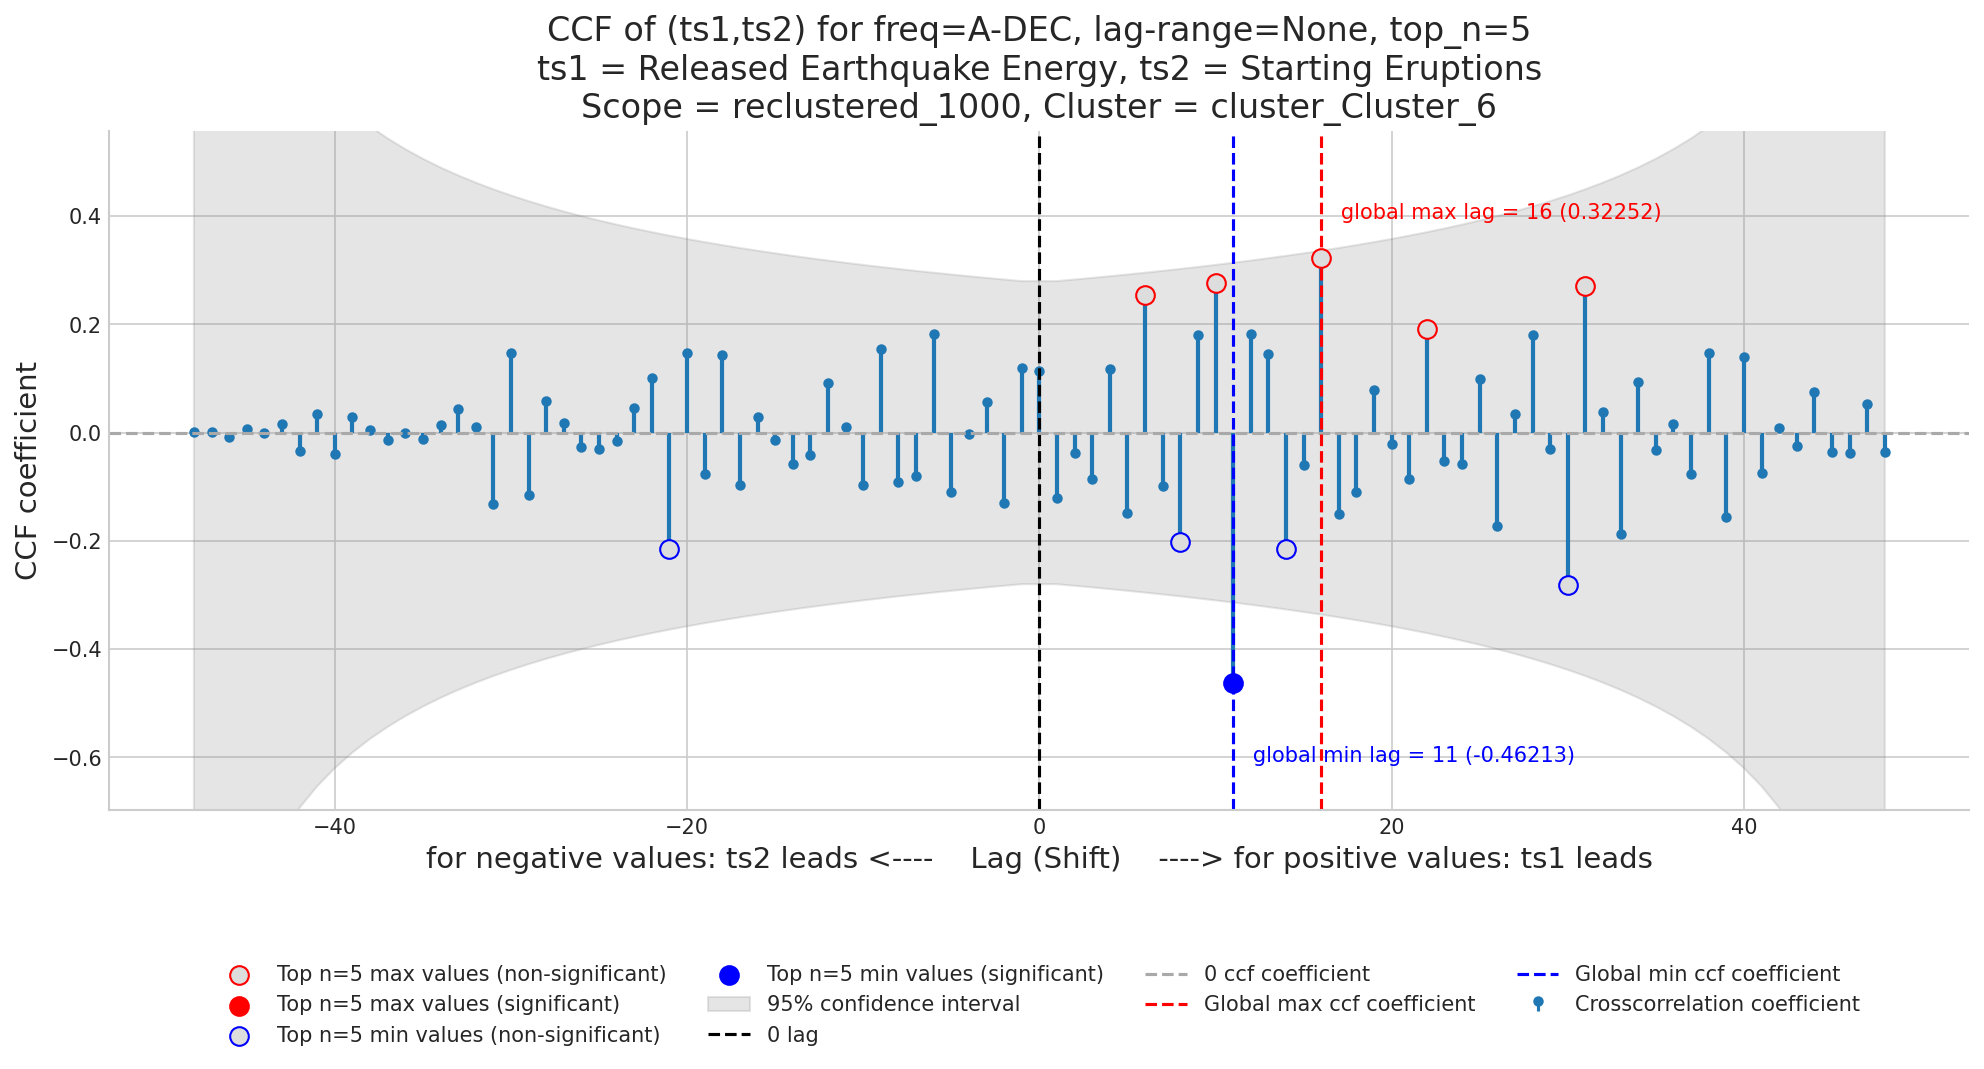 CCF of (ts1,ts2) for freq=A-DEC, lag-range=None, top_n=5
ts1 = Released Earthquake Energy, ts2 = Starting Eruptions
Scope = reclustered_1000, Cluster = cluster_Cluster_6
CCF coefficient
0.4
0.2
0.0
−0.2
−0.4
−0.6
global max lag = 16 (0.32252)
global min lag = 11 (-0.46213)
−40
−20
0
20
40
for negative values: ts2 leads <----    Lag (Shift)    ----> for positive values: ts1 leads
Top n=5 max values (non-significant)
Top n=5 max values (significant)
Top n=5 min values (non-significant)
Top n=5 min values (significant)
95% confidence interval
0 lag
0 ccf coefficient
Global max ccf coefficient
Global min ccf coefficient
Crosscorrelation coefficient